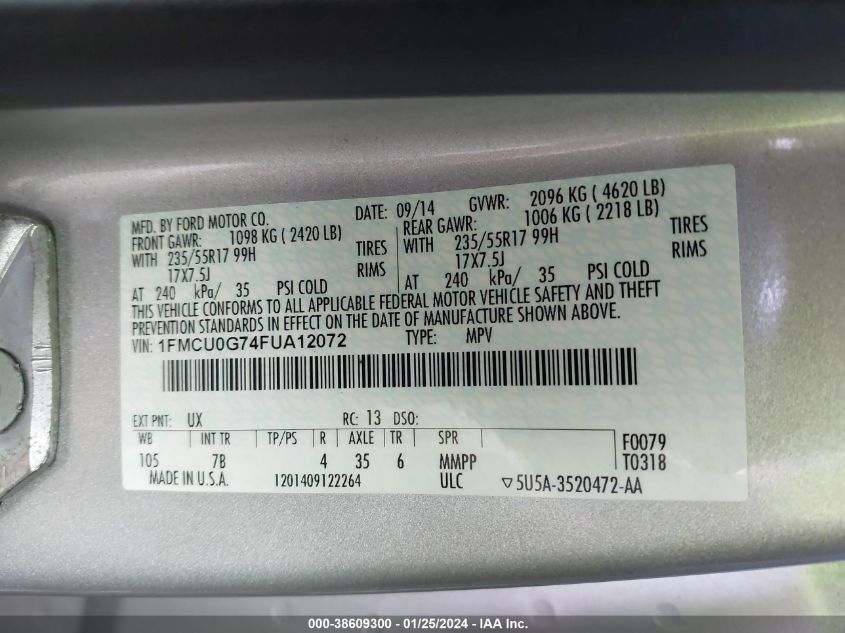 MFD. BY FORD MOTOR CO. DATE: 09/14 GVWR: 2096 KG ( 4620 LB)
FRONT GAWR: 1098 KG ( 2420 LB) REAR GAWR: 1006 KG ( 2218 LB)
WITH 235/55R17 99H TIRES WITH 235/55R17 99H TIRES
17X7.5J RIMS 17X7.5J RIMS
AT 240 kPa/ 35 PSI COLD AT 240 kPa/ 35 PSI COLD
THIS VEHICLE CONFORMS TO ALL APPLICABLE FEDERAL MOTOR VEHICLE SAFETY AND THEFT
PREVENTION STANDARDS IN EFFECT ON THE DATE OF MANUFACTURE SHOWN ABOVE.
VIN: 1FMCU0G74FUA12072 TYPE: MPV
EXT PNT: UX RC: 13 DSO:
WB INT TR TP/PS R AXLE TR SPR F0079
105 7B 4 35 6 MMPP T0318
MADE IN U.S.A. 1201409122264 ULC ▽5U5A-3520472-AA
000-38609300 - 01/25/2024 - IAA Inc.